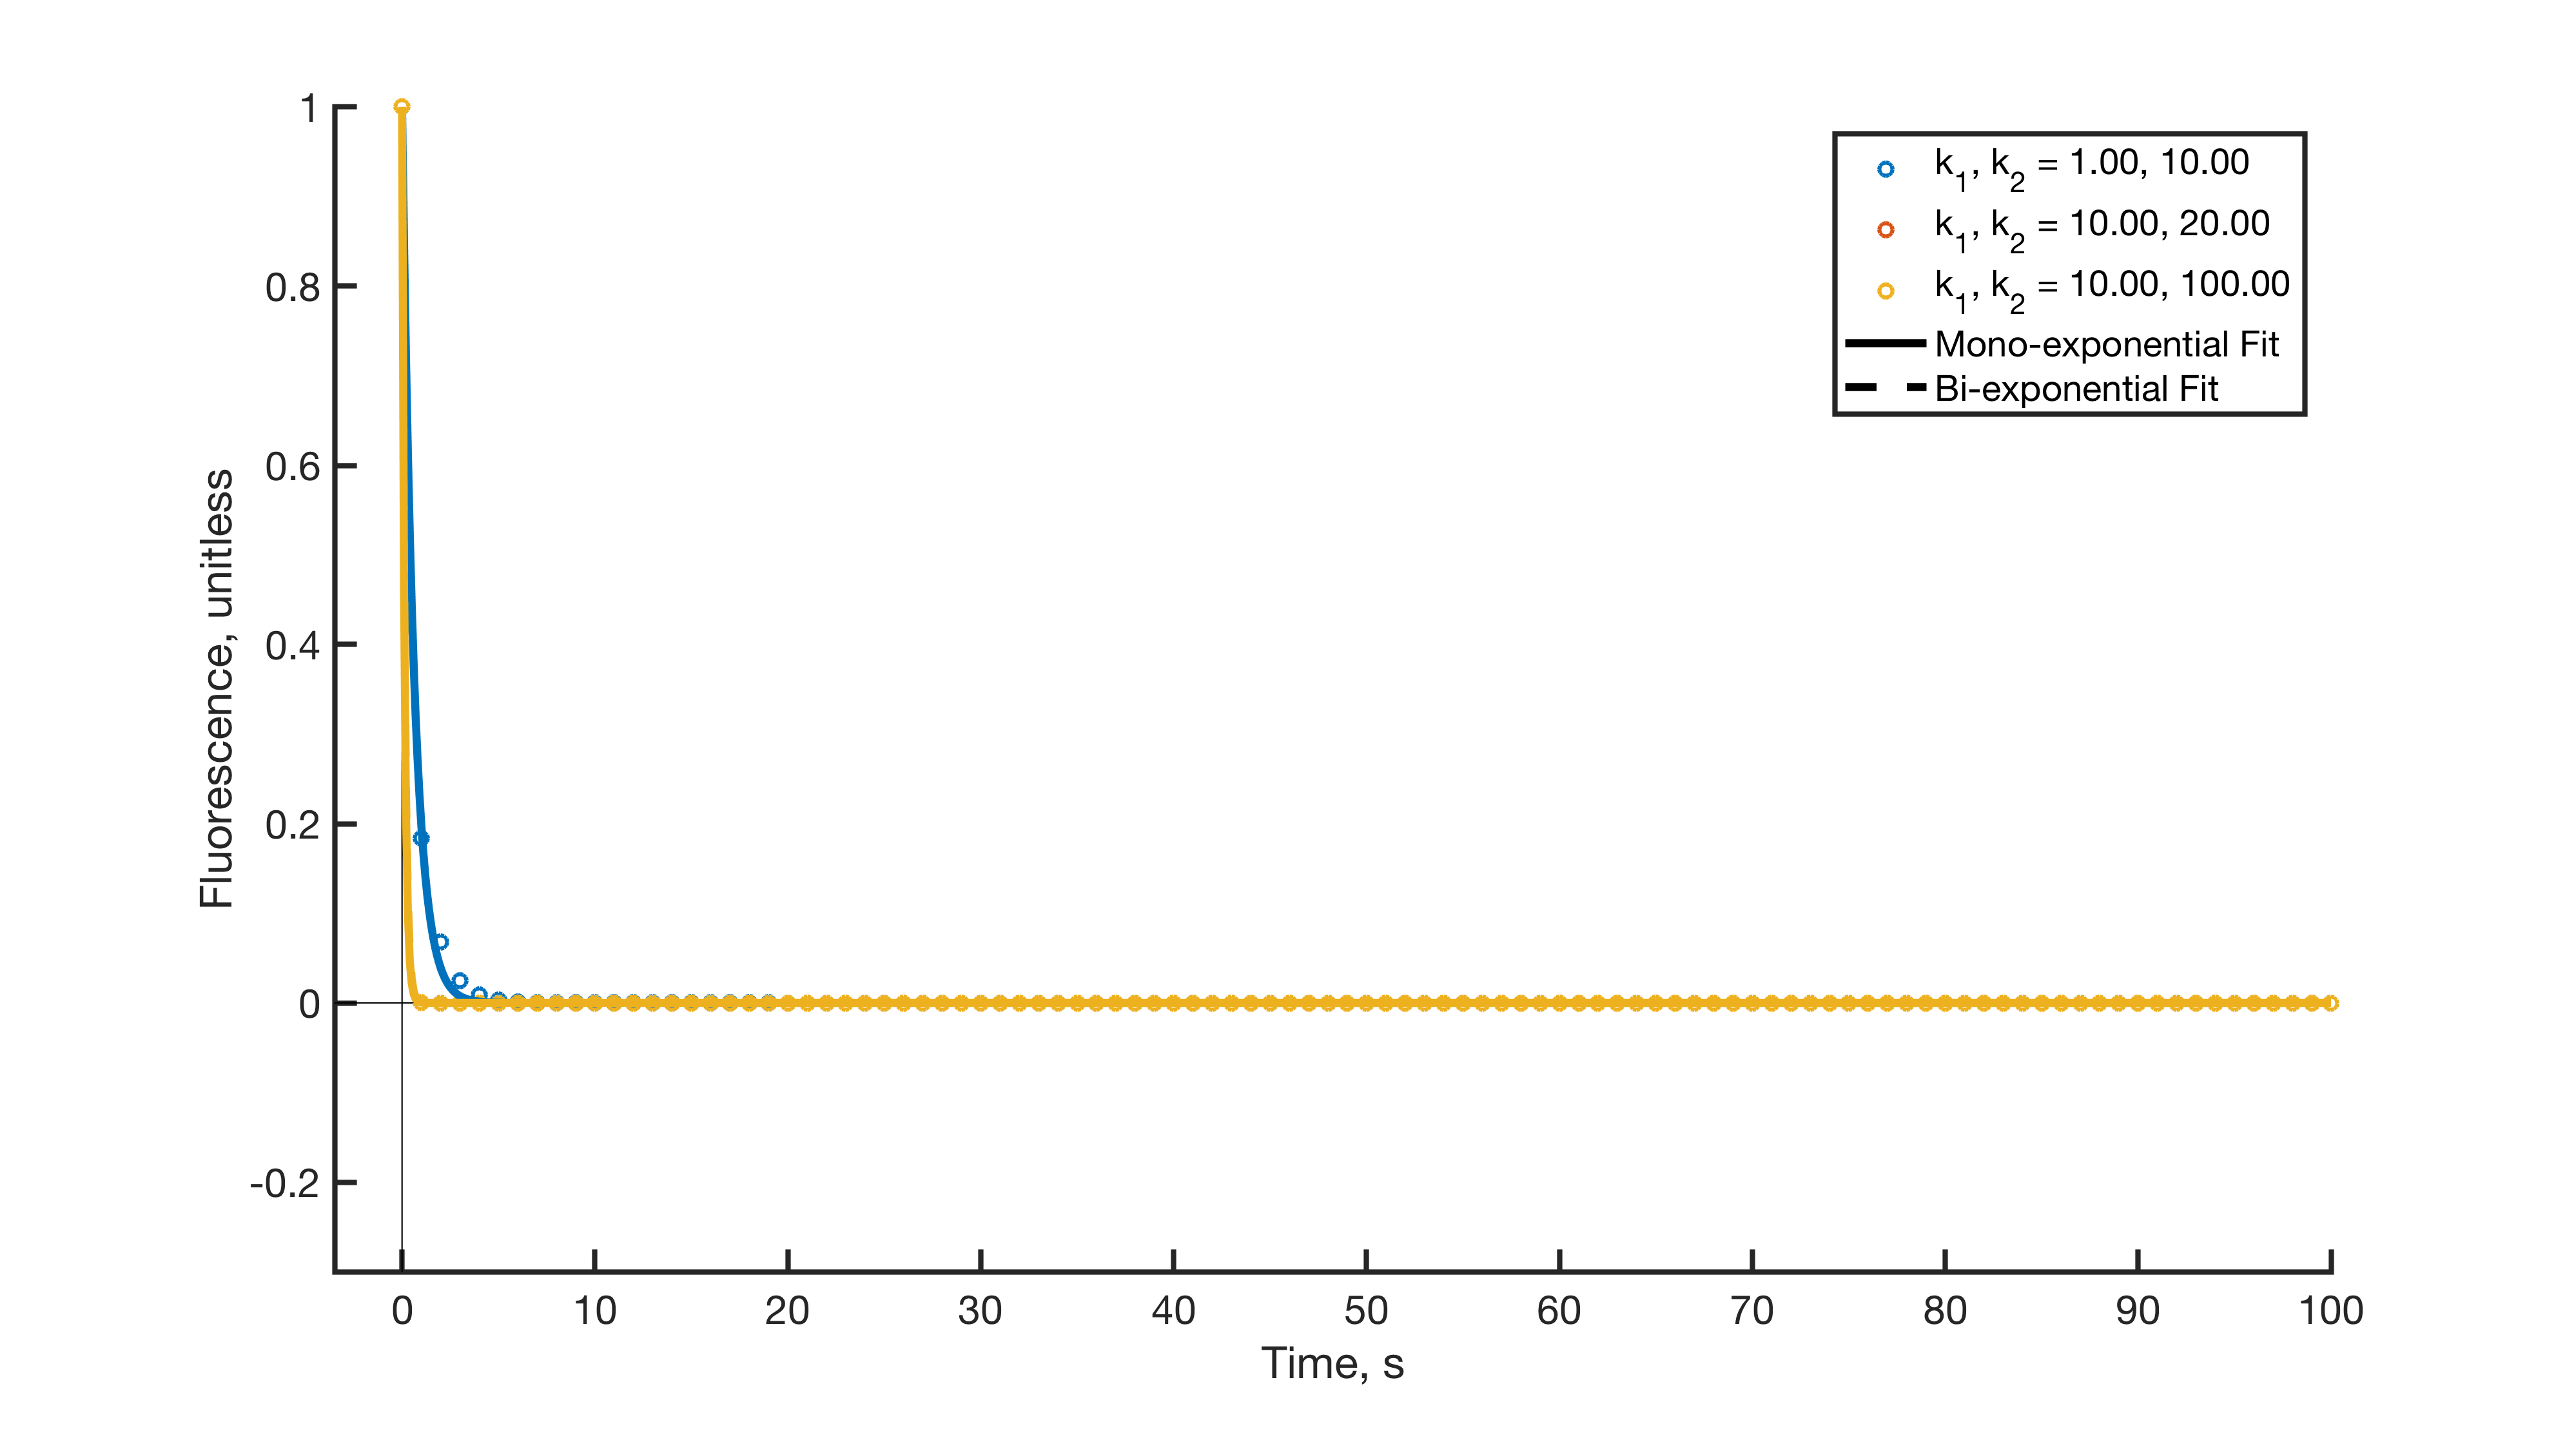 1
0.8
0.6
0.4
0.2
0
-0.2
Fluorescence, unitless
0 10 20 30 40 50 60 70 80 90 100
Time, s
k1, k2 = 1.00, 10.00
k1, k2 = 10.00, 20.00
k1, k2 = 10.00, 100.00
Mono-exponential Fit
Bi-exponential Fit